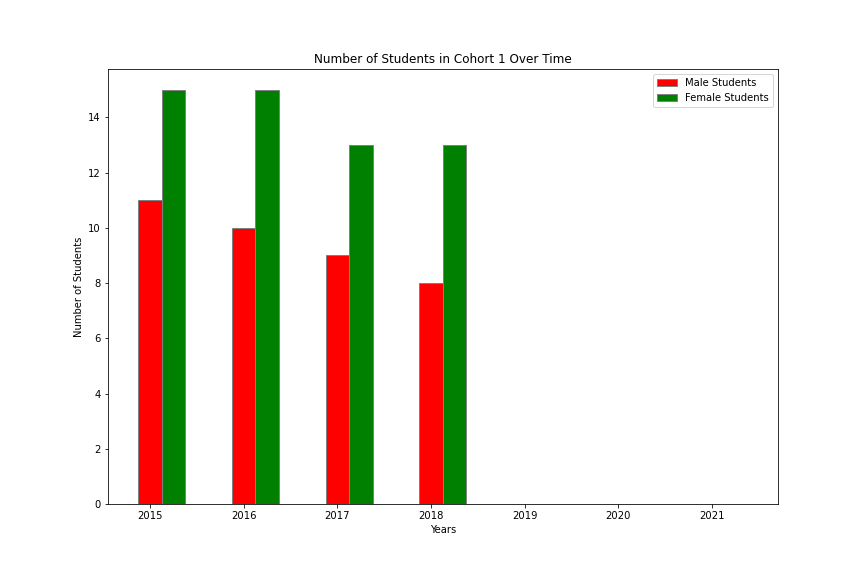 Number of Students in Cohort 1 Over Time
Male Students
Female Students
14
12
10
8
6
4
2
0
Number of Students
2015 2016 2017 2018 2019 2020 2021
Years